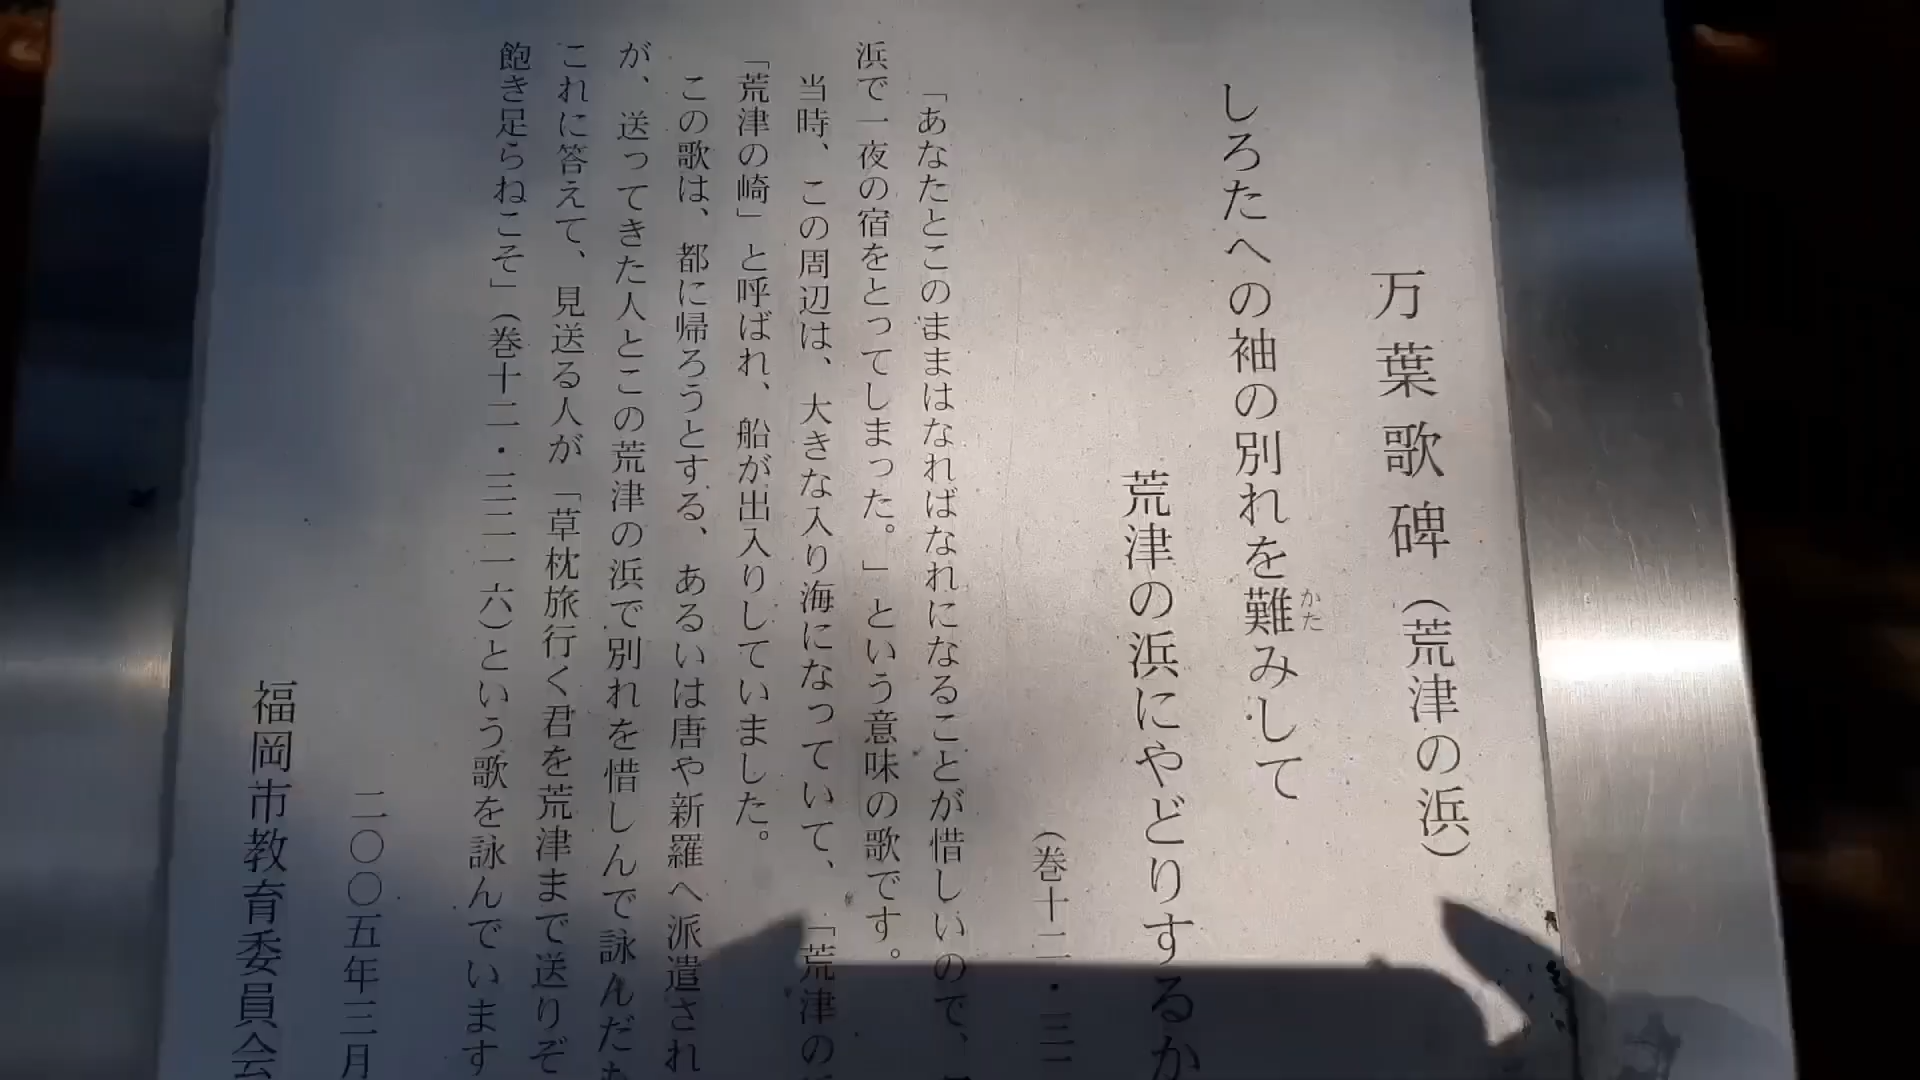 万葉歌碑（荒津の浜）
しろたへの袖の別れを難みして
かた
荒津の浜にやどりするか
（巻十二・三二
「あなたとこのままはなればなれになることが惜しいので、
浜で一夜の宿をとってしまった。」という意味の歌です。
当時、この周辺は、大きな入り海になっていて、「荒津の
「荒津の崎」と呼ばれ、船が出入りしていました。
この歌は、都に帰ろうとする、あるいは唐や新羅へ派遣され
が、送ってきた人とこの荒津の浜で別れを惜しんで詠んだも
これに答えて、見送る人が「草枕旅行く君を荒津まで送りぞ
飽き足らねこそ」（巻十二・三二一六）という歌を詠んでいます
二〇〇五年三月
福岡市教育委員会